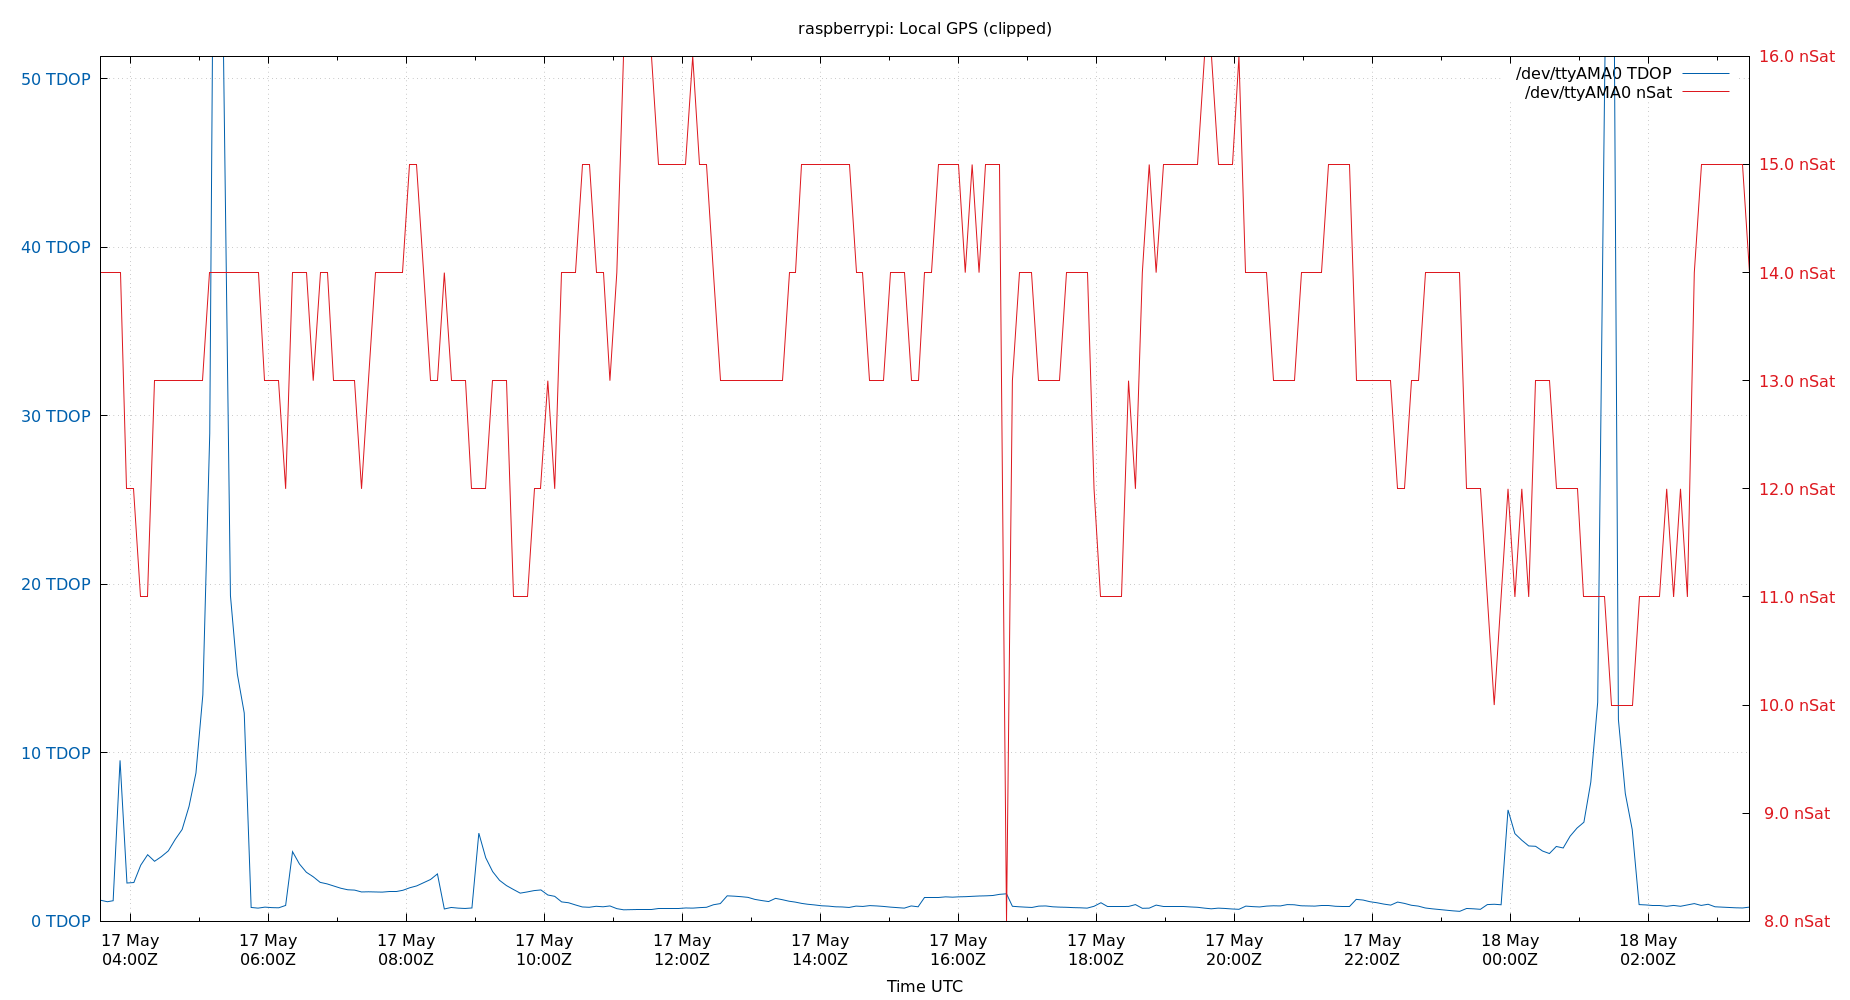 raspberrypi: Local GPS (clipped)
50 TDOP
40 TDOP
30 TDOP
20 TDOP
10 TDOP
0 TDOP
/dev/ttyAMA0 TDOP
/dev/ttyAMA0 nSat
16.0 nSat
15.0 nSat
14.0 nSat
13.0 nSat
12.0 nSat
11.0 nSat
10.0 nSat
9.0 nSat
8.0 nSat
17 May
04:00Z
17 May
06:00Z
17 May
08:00Z
17 May
10:00Z
17 May
12:00Z
17 May
14:00Z
17 May
16:00Z
17 May
18:00Z
17 May
20:00Z
17 May
22:00Z
18 May
00:00Z
18 May
02:00Z
Time UTC